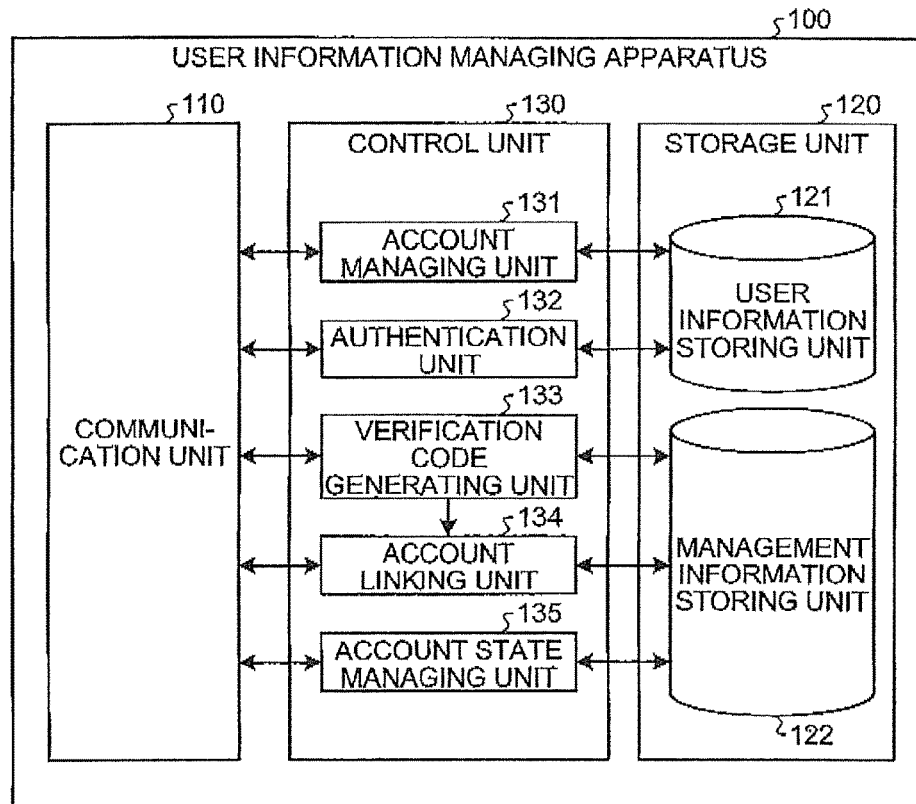 100
USER INFORMATION MANAGING APPARATUS
110
COMMUNI-
CATION UNIT
130
CONTROL UNIT
131
ACCOUNT
MANAGING UNIT
132
AUTHENTICATION
UNIT
133
VERIFICATION
CODE
GENERATING UNIT
134
ACCOUNT
LINKING UNIT
135
ACCOUNT STATE
MANAGING UNIT
120
STORAGE UNIT
121
USER
INFORMATION
STORING UNIT
MANAGEMENT
INFORMATION
STORING UNIT
122